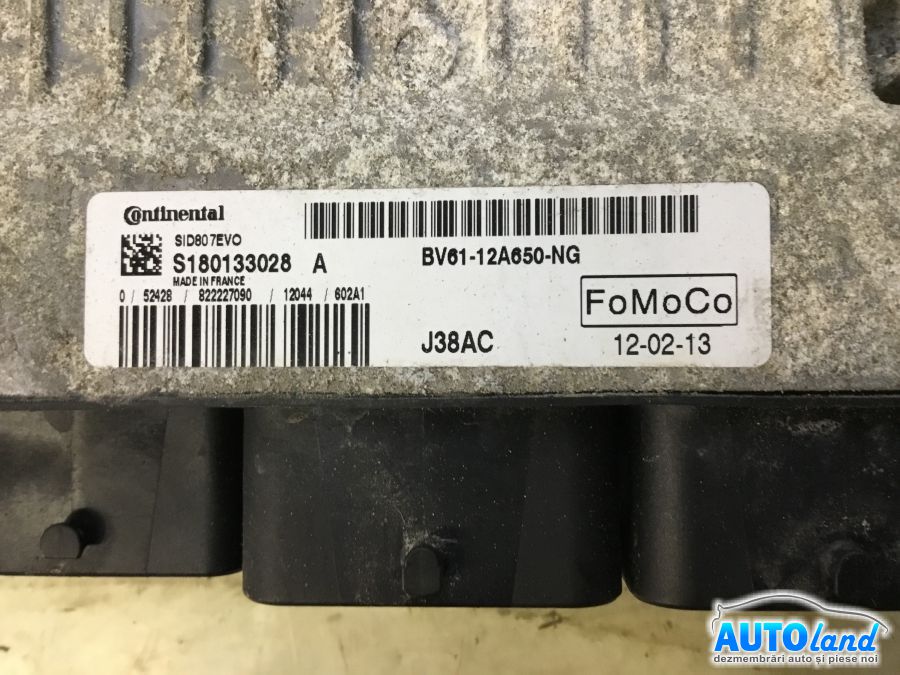 Continental
SID807EVO
S180133028 A
MADE IN FRANCE
0 / 52428 / 822227090 / 12044 / 602A1
BV61-12A650-NG
FoMoCo
J38AC
12-02-13
AUTOland
dezmembrări auto și piese noi